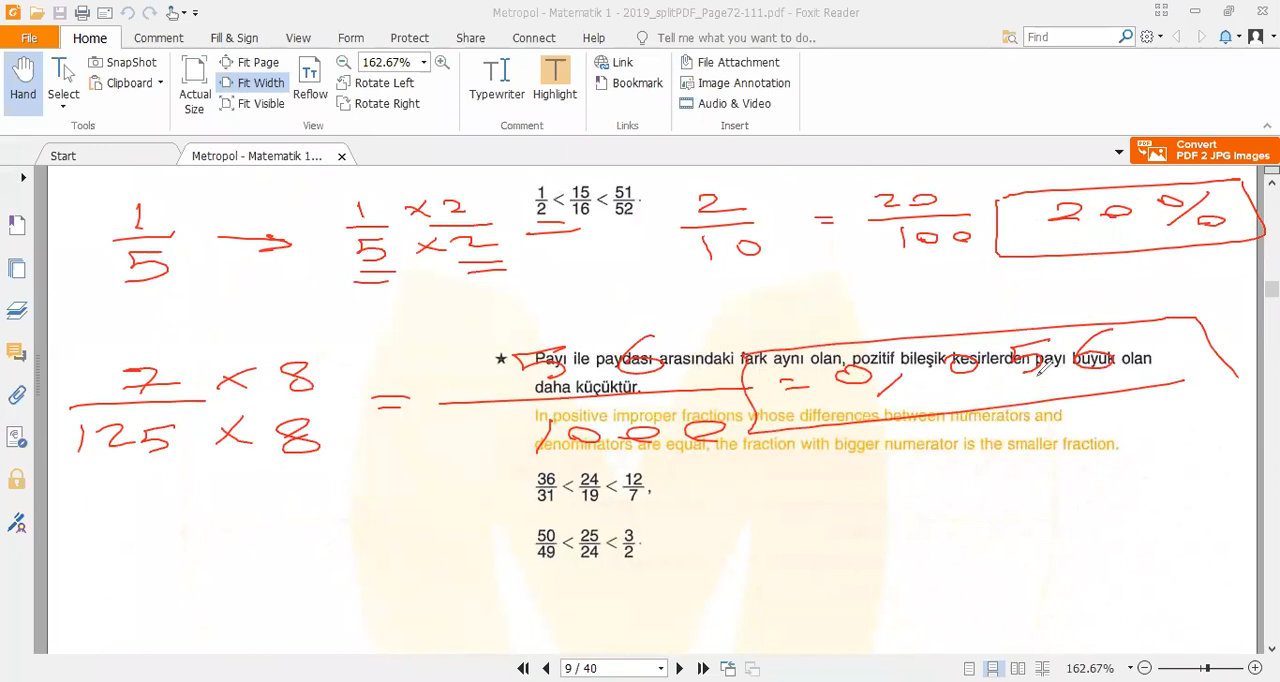 Metropol - Matematik 1 - 2019_splitPDF_Page72-111.pdf - Foxit Reader
File Home Comment Fill & Sign View Form Protect Share Connect Help Tell me what you want to do.. Find
Hand Select SnapShot Clipboard Tools
Actual Size Fit Page Fit Width Fit Visible Reflow 162.67% Rotate Left Rotate Right View
Typewriter Highlight Comment
Link Bookmark Links
File Attachment Image Annotation Audio & Video Insert
Start Metropol - Matematik 1... Convert PDF 2 JPG Images
1/2 < 15/16 < 51/52.
1/5 → 1/5 ×2/×2 2/10 = 20/100 20 %
7/125 × 8/× 8 = 56/1000 = 0,056
★ Payı ile paydası arasındaki fark aynı olan, pozitif bileşik kesirlerden payı büyük olan
daha küçüktür.
In positive improper fractions whose differences between numerators and
denominators are equal, the fraction with bigger numerator is the smaller fraction.
36/31 < 24/19 < 12/7,
50/49 < 25/24 < 3/2.
9 / 40 162.67%